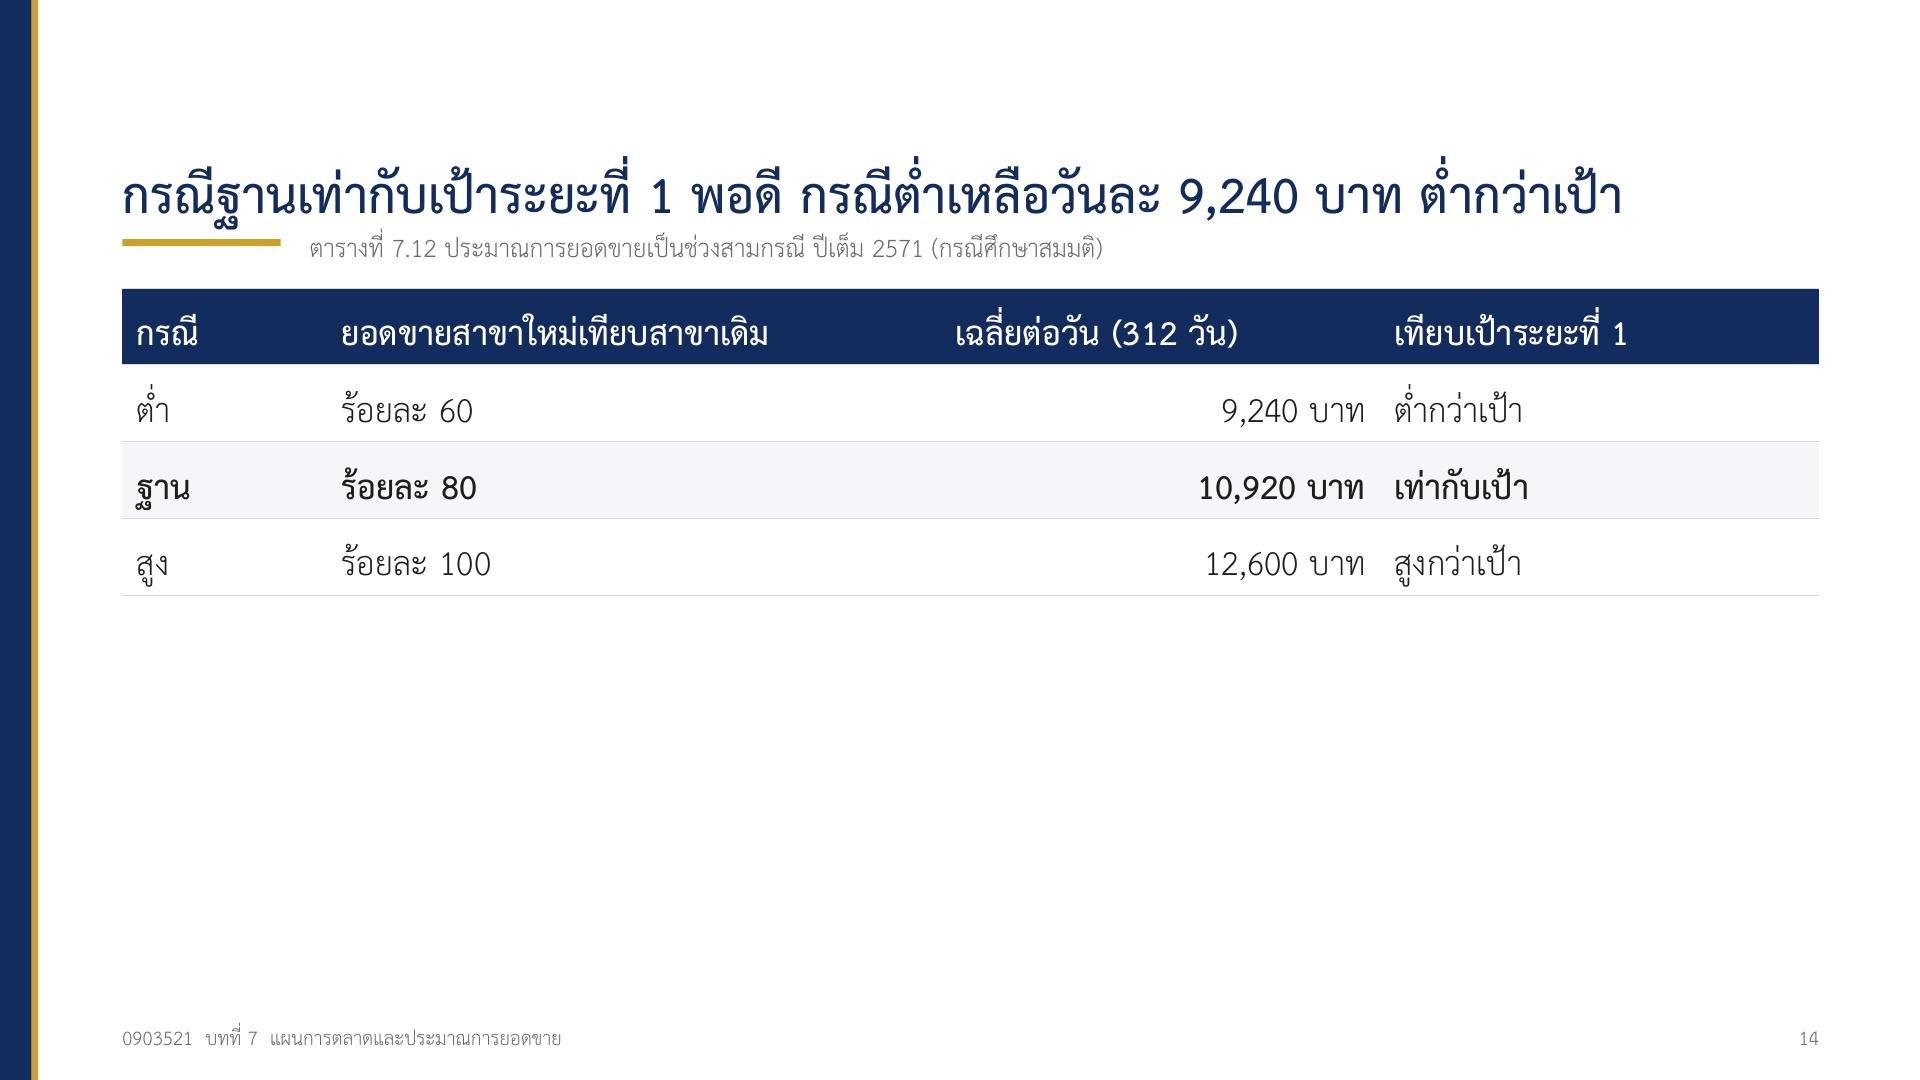 กรณีฐานเท่ากับเป้าระยะที่ 1 พอดี กรณีต่ำเหลือวันละ 9,240 บาท ต่ำกว่าเป้า
ตารางที่ 7.12 ประมาณการยอดขายเป็นช่วงสามกรณี ปีเต็ม 2571 (กรณีศึกษาสมมติ)
กรณี ยอดขายสาขาใหม่เทียบสาขาเดิม เฉลี่ยต่อวัน (312 วัน) เทียบเป้าระยะที่ 1
ต่ำ ร้อยละ 60 9,240 บาท ต่ำกว่าเป้า
ฐาน ร้อยละ 80 10,920 บาท เท่ากับเป้า
สูง ร้อยละ 100 12,600 บาท สูงกว่าเป้า
0903521 บทที่ 7 แผนการตลาดและประมาณการยอดขาย 14